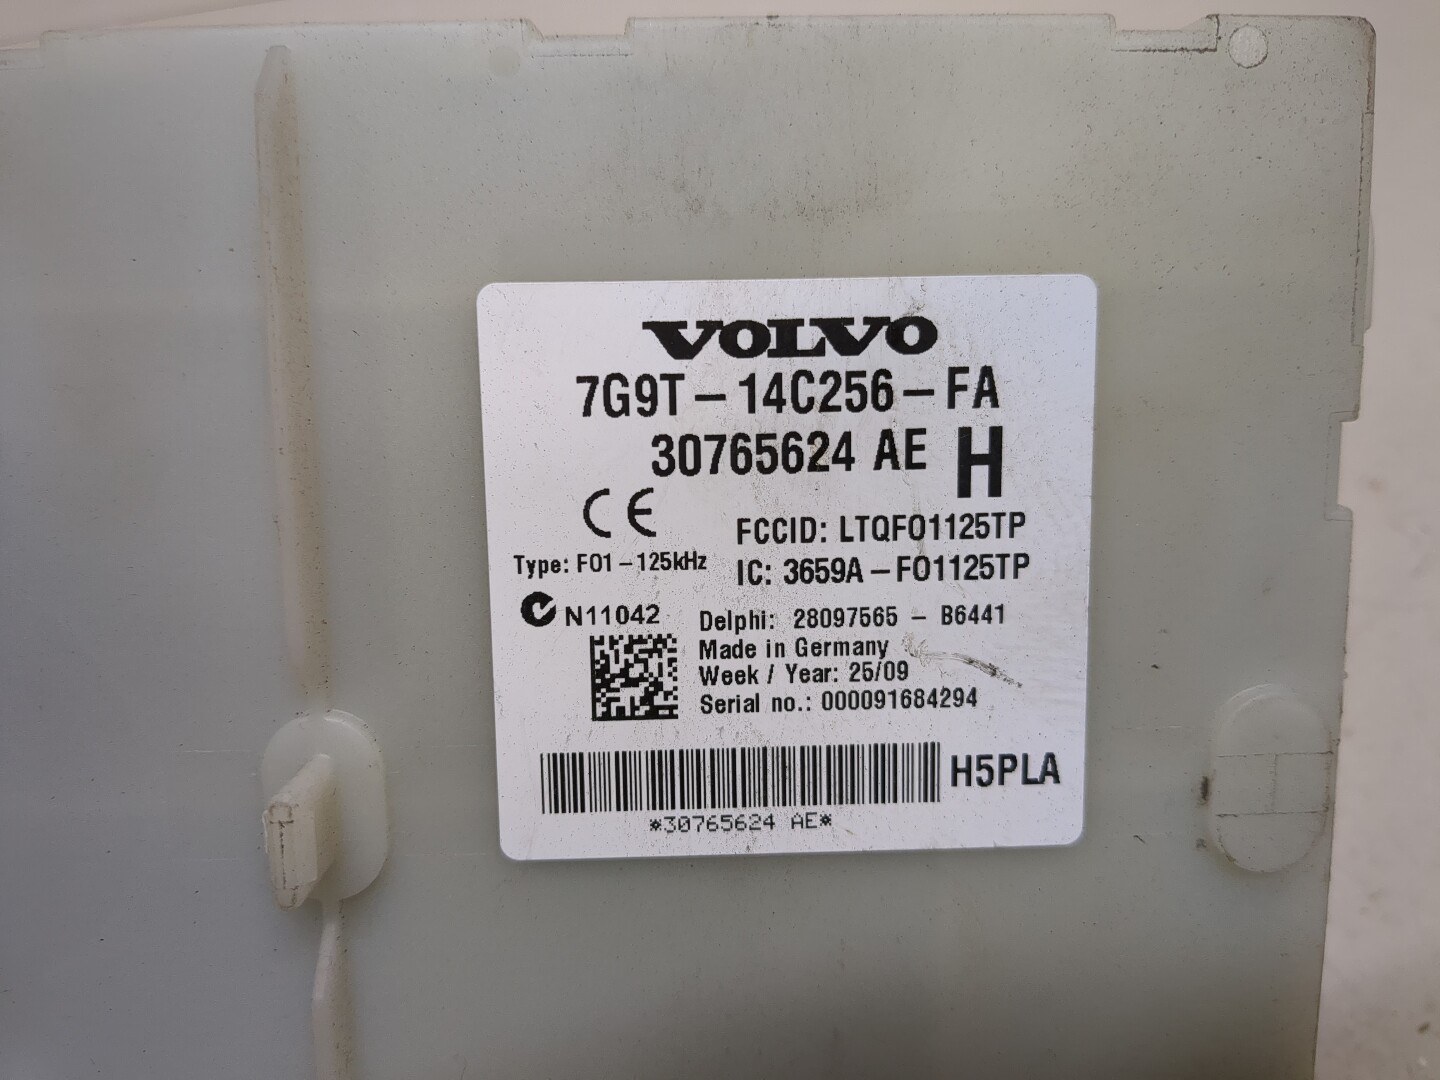 VOLVO
7G9T-14C256-FA
30765624 AE H
CE
FCCID: LTQFO1125TP
Type: FO1-125kHz
IC: 3659A-FO1125TP
N11042
Delphi: 28097565 - B6441
Made in Germany
Week / Year: 25/09
Serial no.: 000091684294
H5PLA
*30765624 AE*